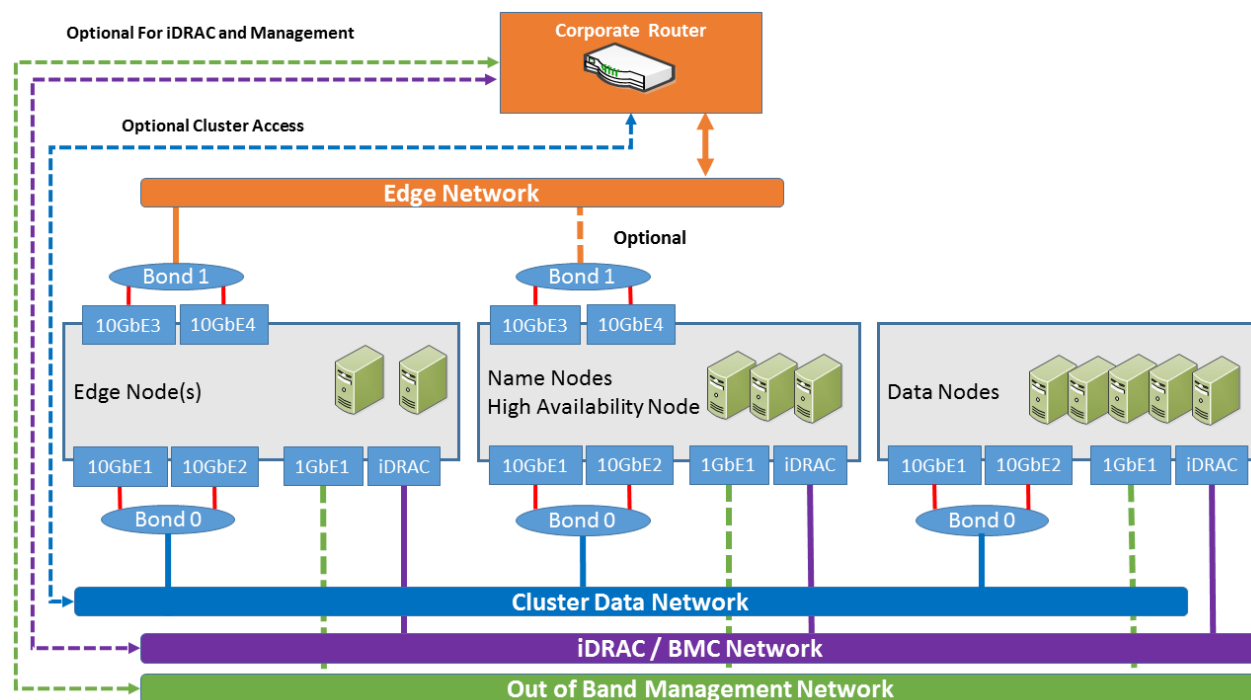 Optional For iDRAC and Management
Corporate Router
Optional Cluster Access
Edge Network
Optional
Bond 1
Bond 1
10GbE3
10GbE4
10GbE3
10GbE4
Edge Node(s)
Name Nodes
High Availability Node
Data Nodes
10GbE1
10GbE2
1GbE1
iDRAC
10GbE1
10GbE2
1GbE1
iDRAC
10GbE1
10GbE2
1GbE1
iDRAC
Bond 0
Bond 0
Bond 0
Cluster Data Network
iDRAC / BMC Network
Out of Band Management Network